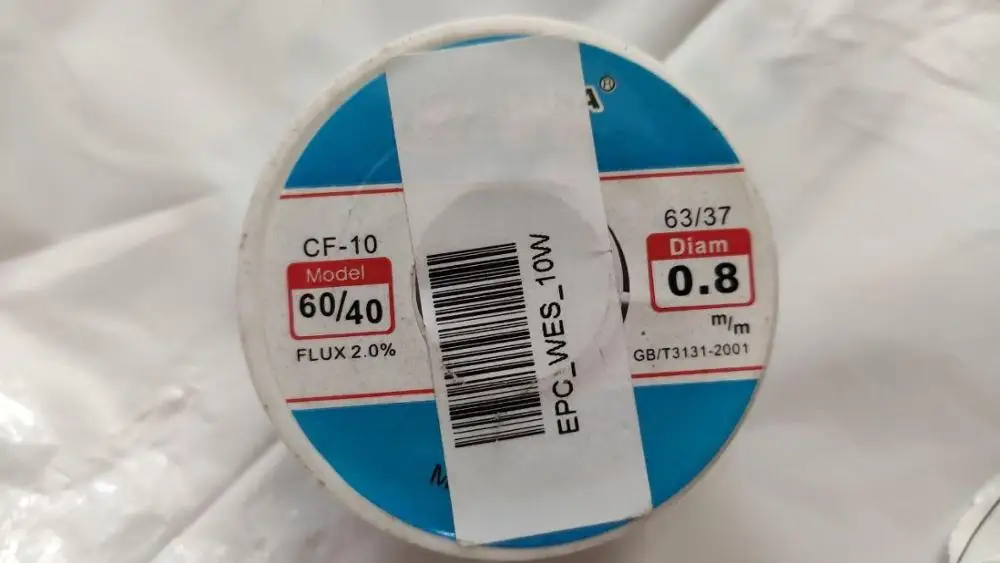 A®
CF-10
Model
60/40
FLUX 2.0%
EPC_WES_10W
63/37
Diam
0.8
m/m
GB/T3131-2001
M